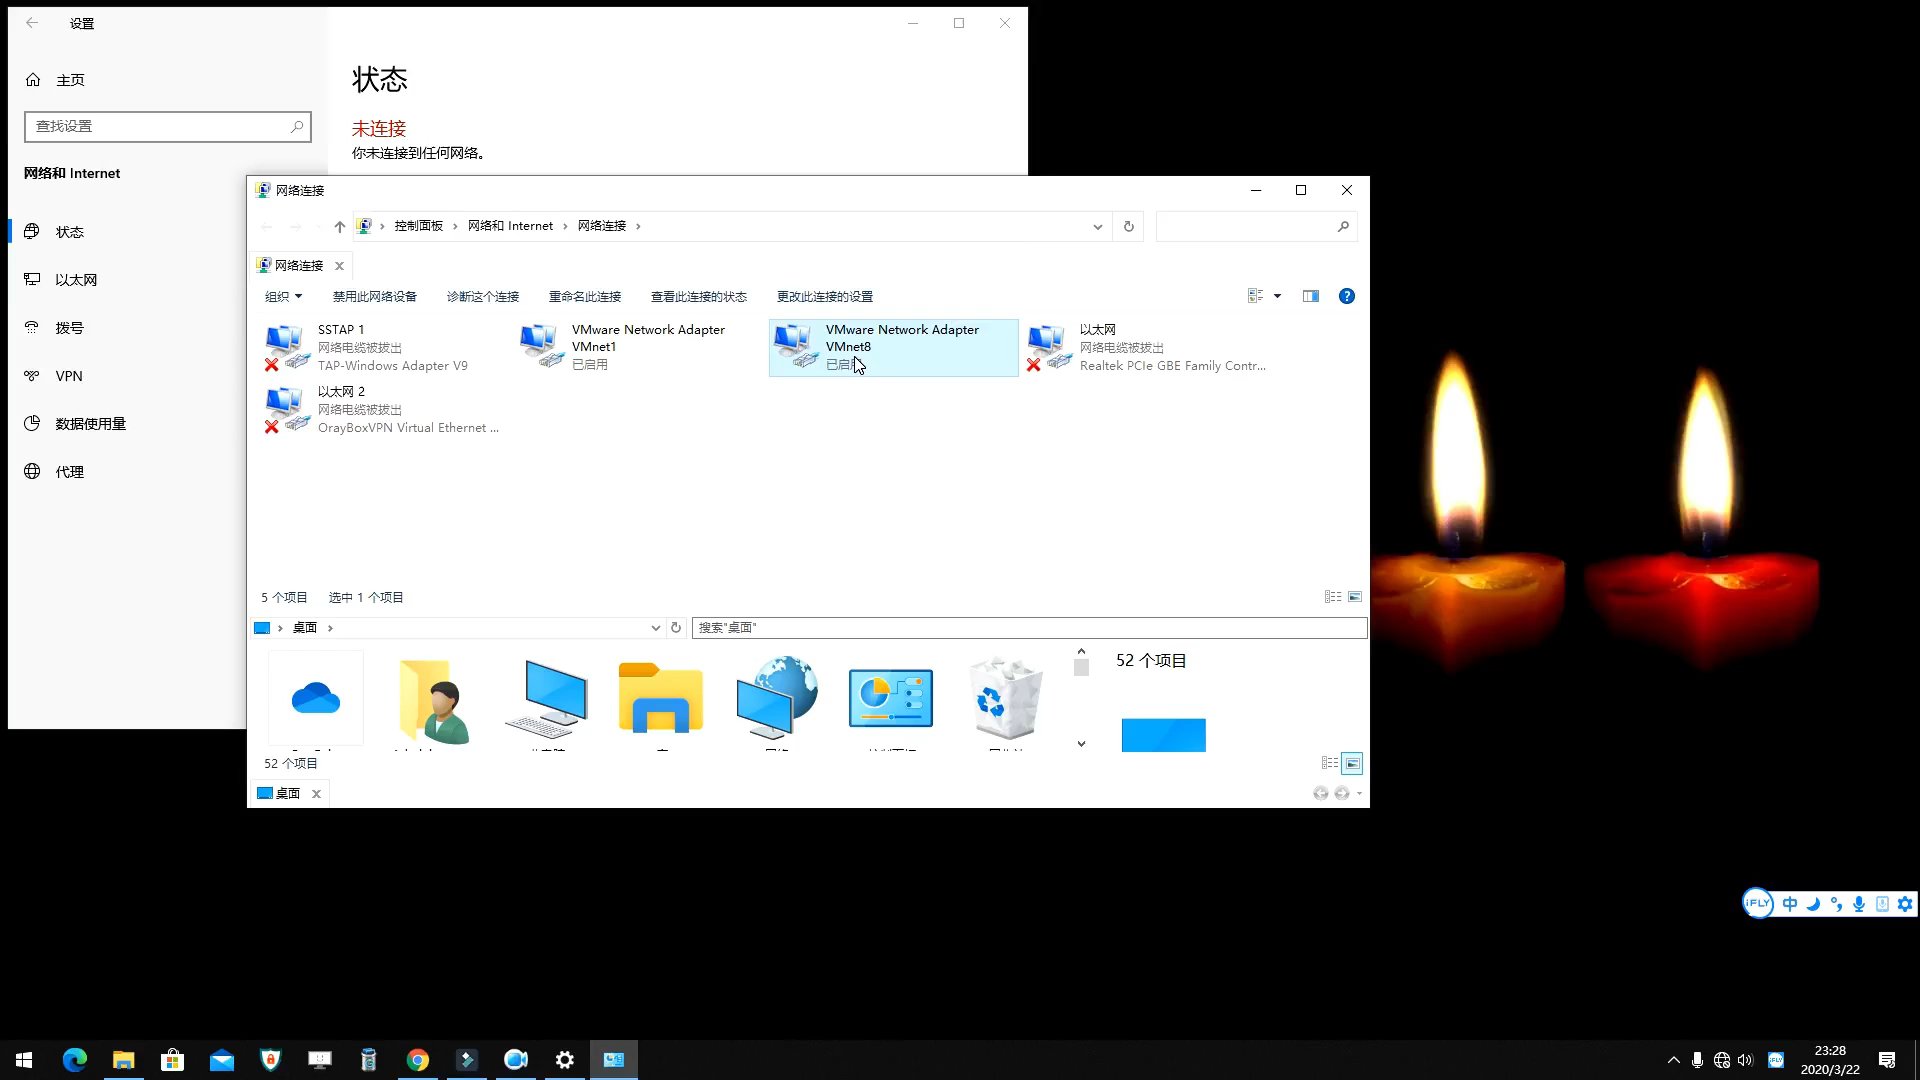 设置
主页
查找设置
网络和 Internet
状态
以太网
拨号
VPN
数据使用量
代理
状态
未连接
你未连接到任何网络。
网络连接
控制面板 网络和 Internet 网络连接
网络连接
组织 禁用此网络设备 诊断这个连接 重命名此连接 查看此连接的状态 更改此连接的设置
SSTAP 1
网络电缆被拔出
TAP-Windows Adapter V9
VMware Network Adapter
VMnet1
已启用
VMware Network Adapter
VMnet8
以太网
网络电缆被拔出
Realtek PCIe GBE Family Contr...
以太网 2
网络电缆被拔出
OrayBoxVPN Virtual Ethernet ...
5 个项目 选中 1 个项目
桌面
搜索"桌面"
52 个项目
52 个项目
桌面
iFLY 中
23:28
2020/3/22